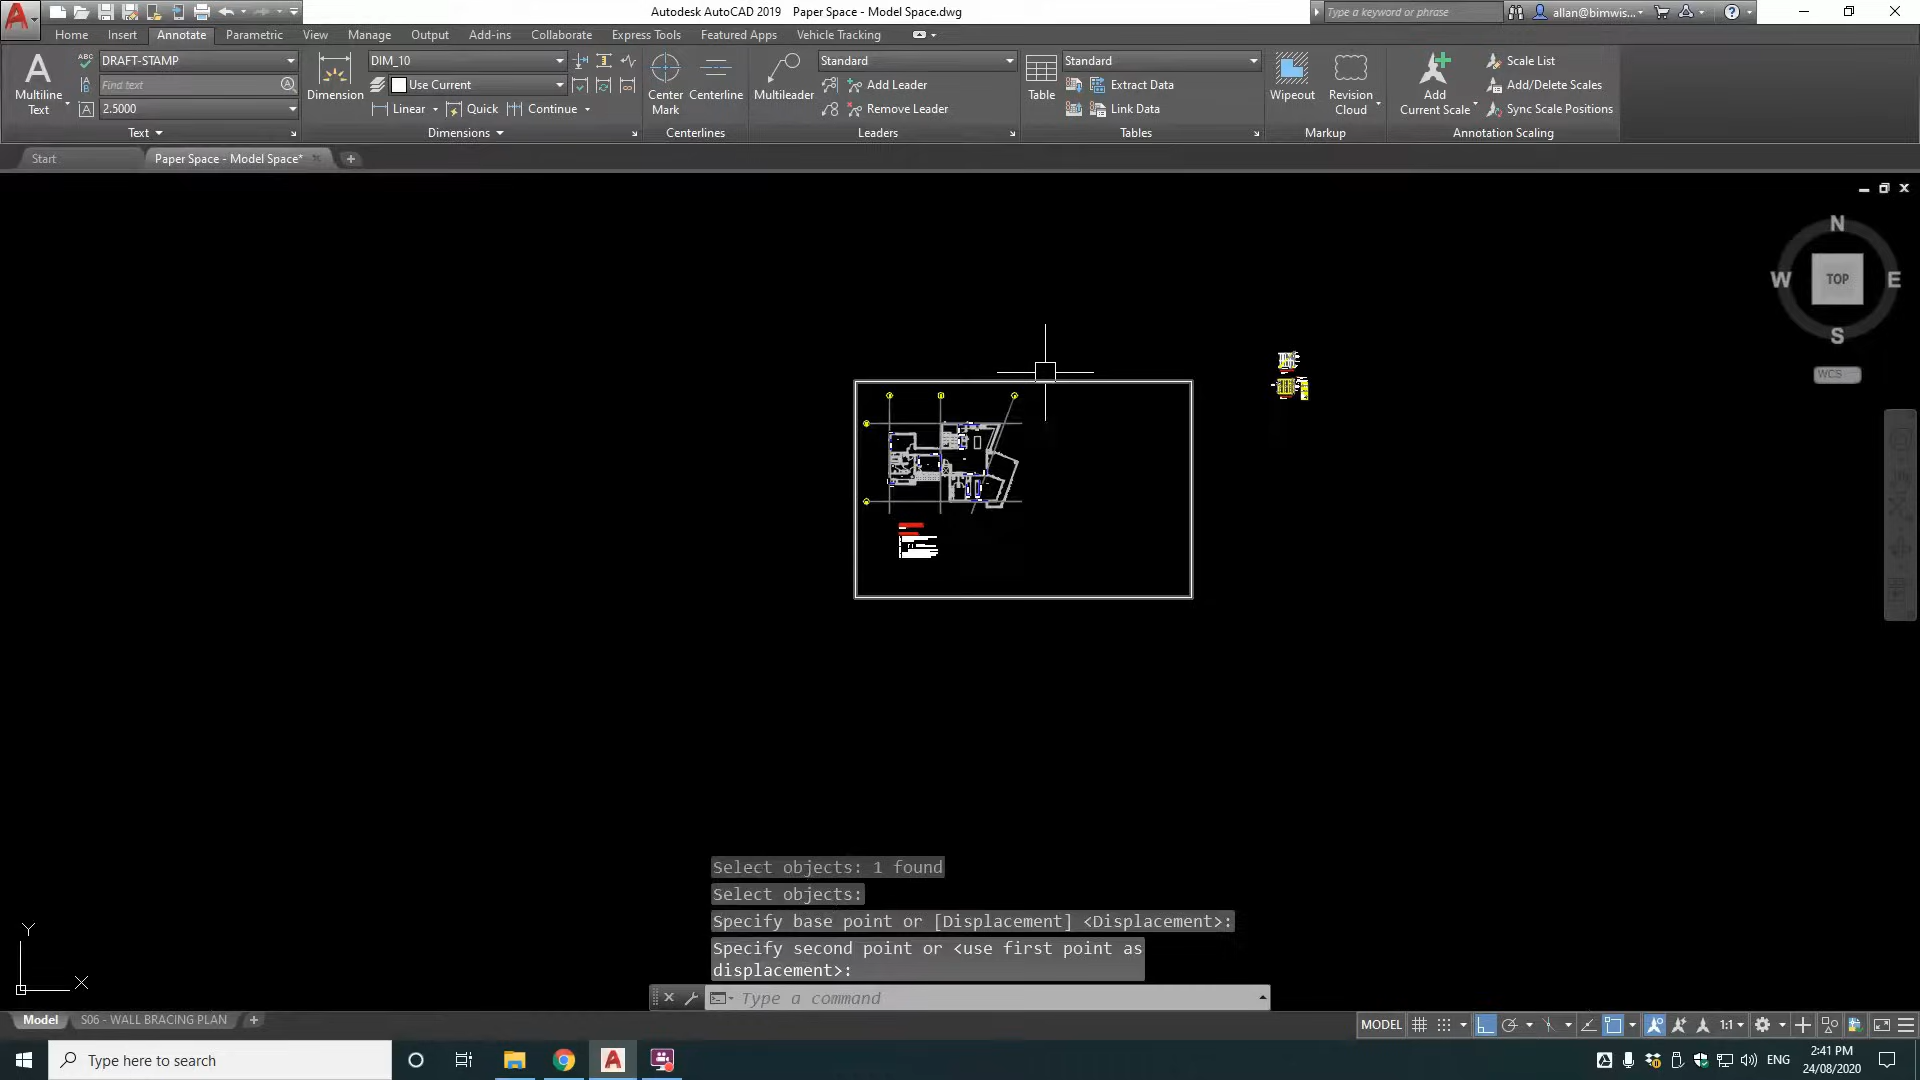 Autodesk AutoCAD 2019 Paper Space - Model Space.dwg
Type a keyword or phrase
allan@bimwis...
Home Insert Annotate Parametric View Manage Output Add-ins Collaborate Express Tools Featured Apps Vehicle Tracking
ABC
DRAFT-STAMP
Find text
2.5000
Multiline
Text
Text
Dimension
DIM_10
Use Current
Linear
Quick
Continue
Dimensions
Center
Mark
Centerline
Centerlines
Multileader
Standard
Add Leader
Remove Leader
Leaders
Table
Standard
Extract Data
Link Data
Tables
Wipeout
Revision
Cloud
Markup
Add
Current Scale
Scale List
Add/Delete Scales
Sync Scale Positions
Annotation Scaling
Start
Paper Space - Model Space*
N
W
TOP
E
S
WCS
Select objects: 1 found
Select objects:
Specify base point or [Displacement] <Displacement>:
Specify second point or <use first point as
displacement>:
Type a command
Y
X
Model
S06 - WALL BRACING PLAN
MODEL
1:1
Type here to search
ENG
2:41 PM
24/08/2020